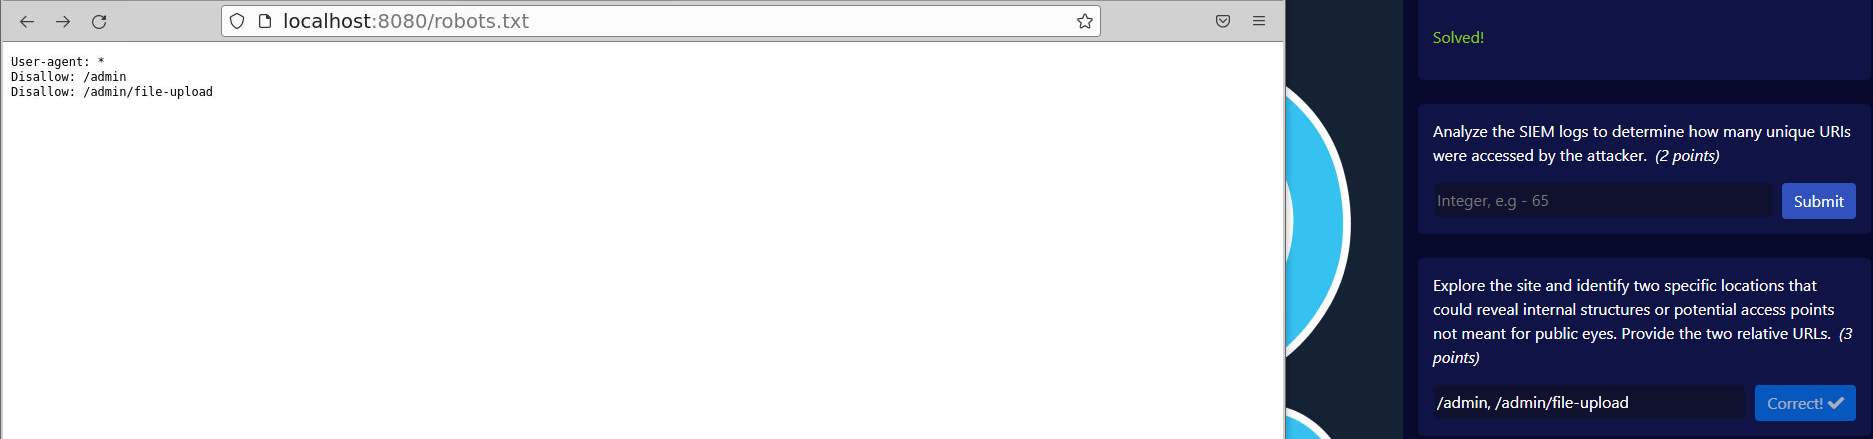 localhost:8080/robots.txt
User-agent: *
Disallow: /admin
Disallow: /admin/file-upload
Solved!
Analyze the SIEM logs to determine how many unique URIs
were accessed by the attacker. (2 points)
Integer, e.g - 65
Submit
Explore the site and identify two specific locations that
could reveal internal structures or potential access points
not meant for public eyes. Provide the two relative URLs. (3
points)
/admin, /admin/file-upload
Correct!